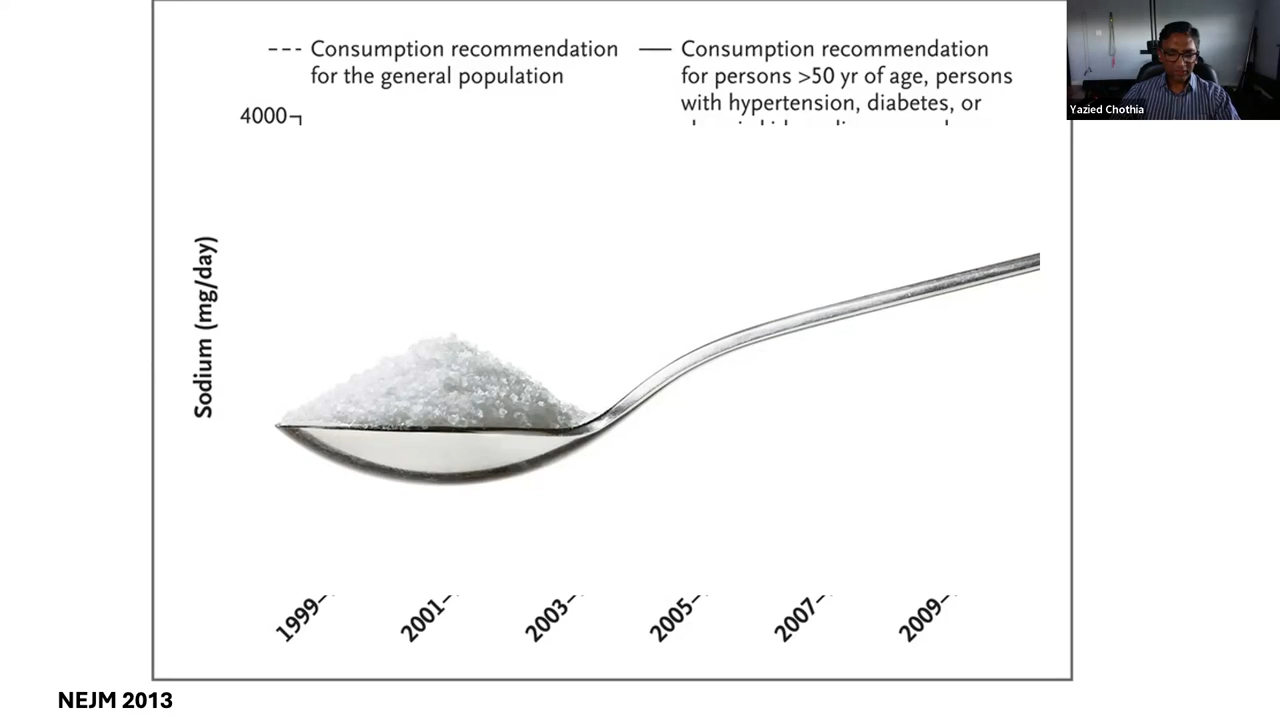 --- Consumption recommendation
for the general population
— Consumption recommendation
for persons >50 yr of age, persons
with hypertension, diabetes, or
4000
Sodium (mg/day)
1999–
2001–
2003–
2005–
2007–
2009–
NEJM 2013
Yazied Chothia